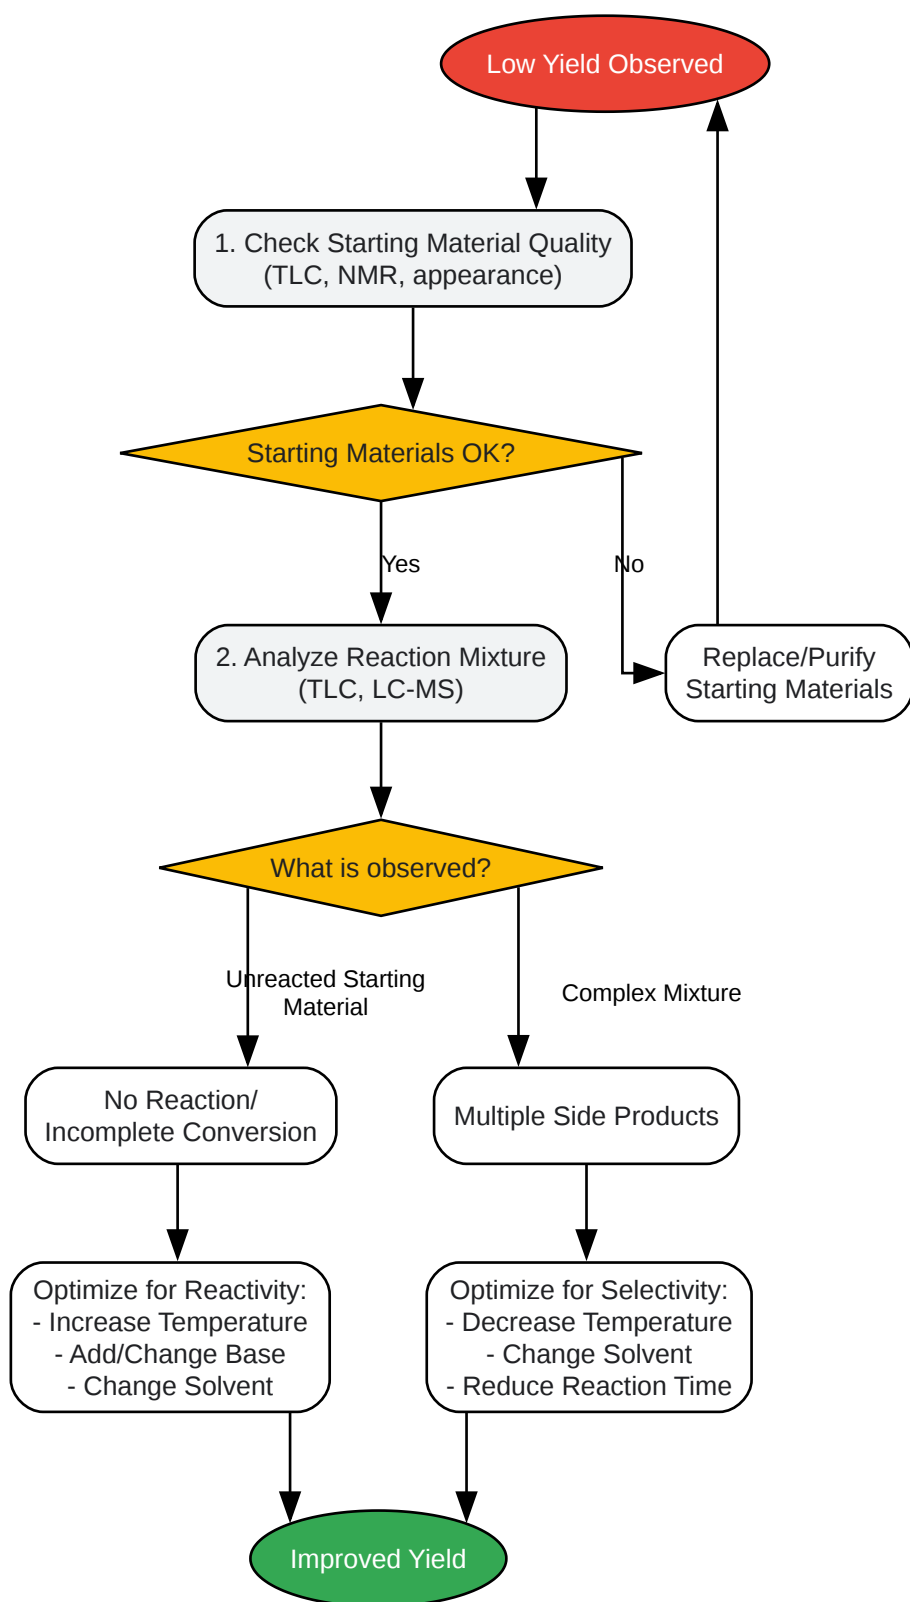 Low Yield Observed
1. Check Starting Material Quality
(TLC, NMR, appearance)
Starting Materials OK?
Yes
No
2. Analyze Reaction Mixture
(TLC, LC-MS)
Replace/Purify
Starting Materials
What is observed?
Unreacted Starting
Material
Complex Mixture
No Reaction/
Incomplete Conversion
Multiple Side Products
Optimize for Reactivity:
- Increase Temperature
- Add/Change Base
- Change Solvent
Optimize for Selectivity:
- Decrease Temperature
- Change Solvent
- Reduce Reaction Time
Improved Yield